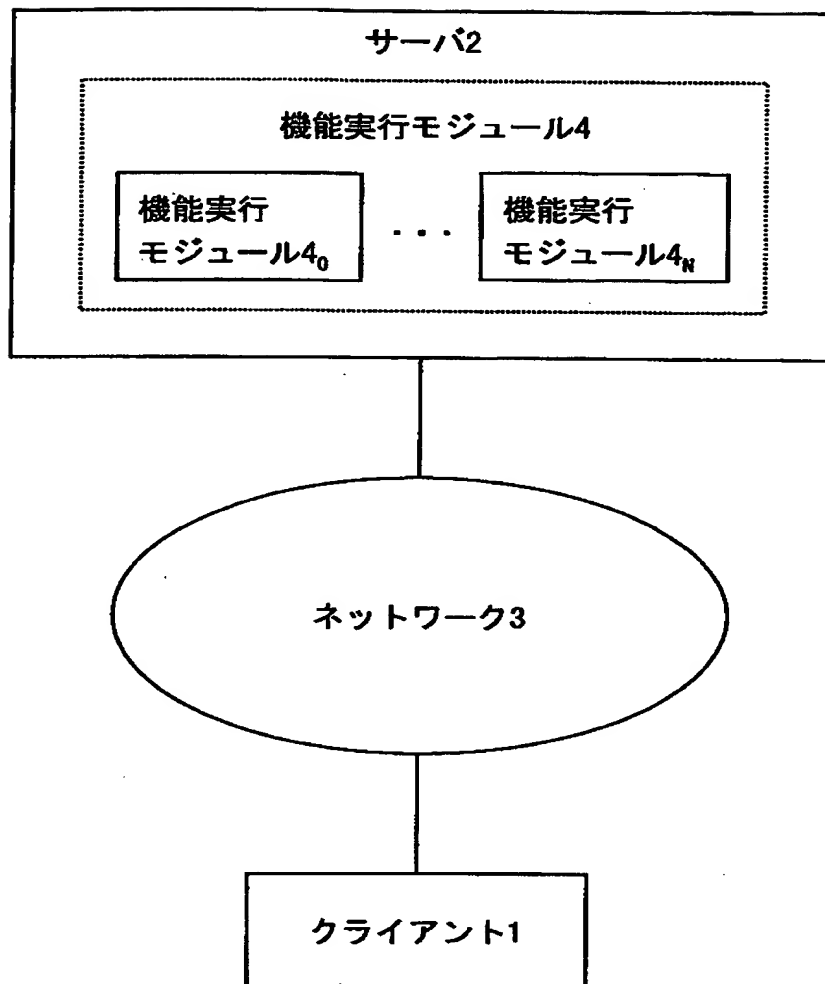 サーバ2
機能実行モジュール4
機能実行
モジュール4₀
...
機能実行
モジュール4_N
ネットワーク3
クライアント1